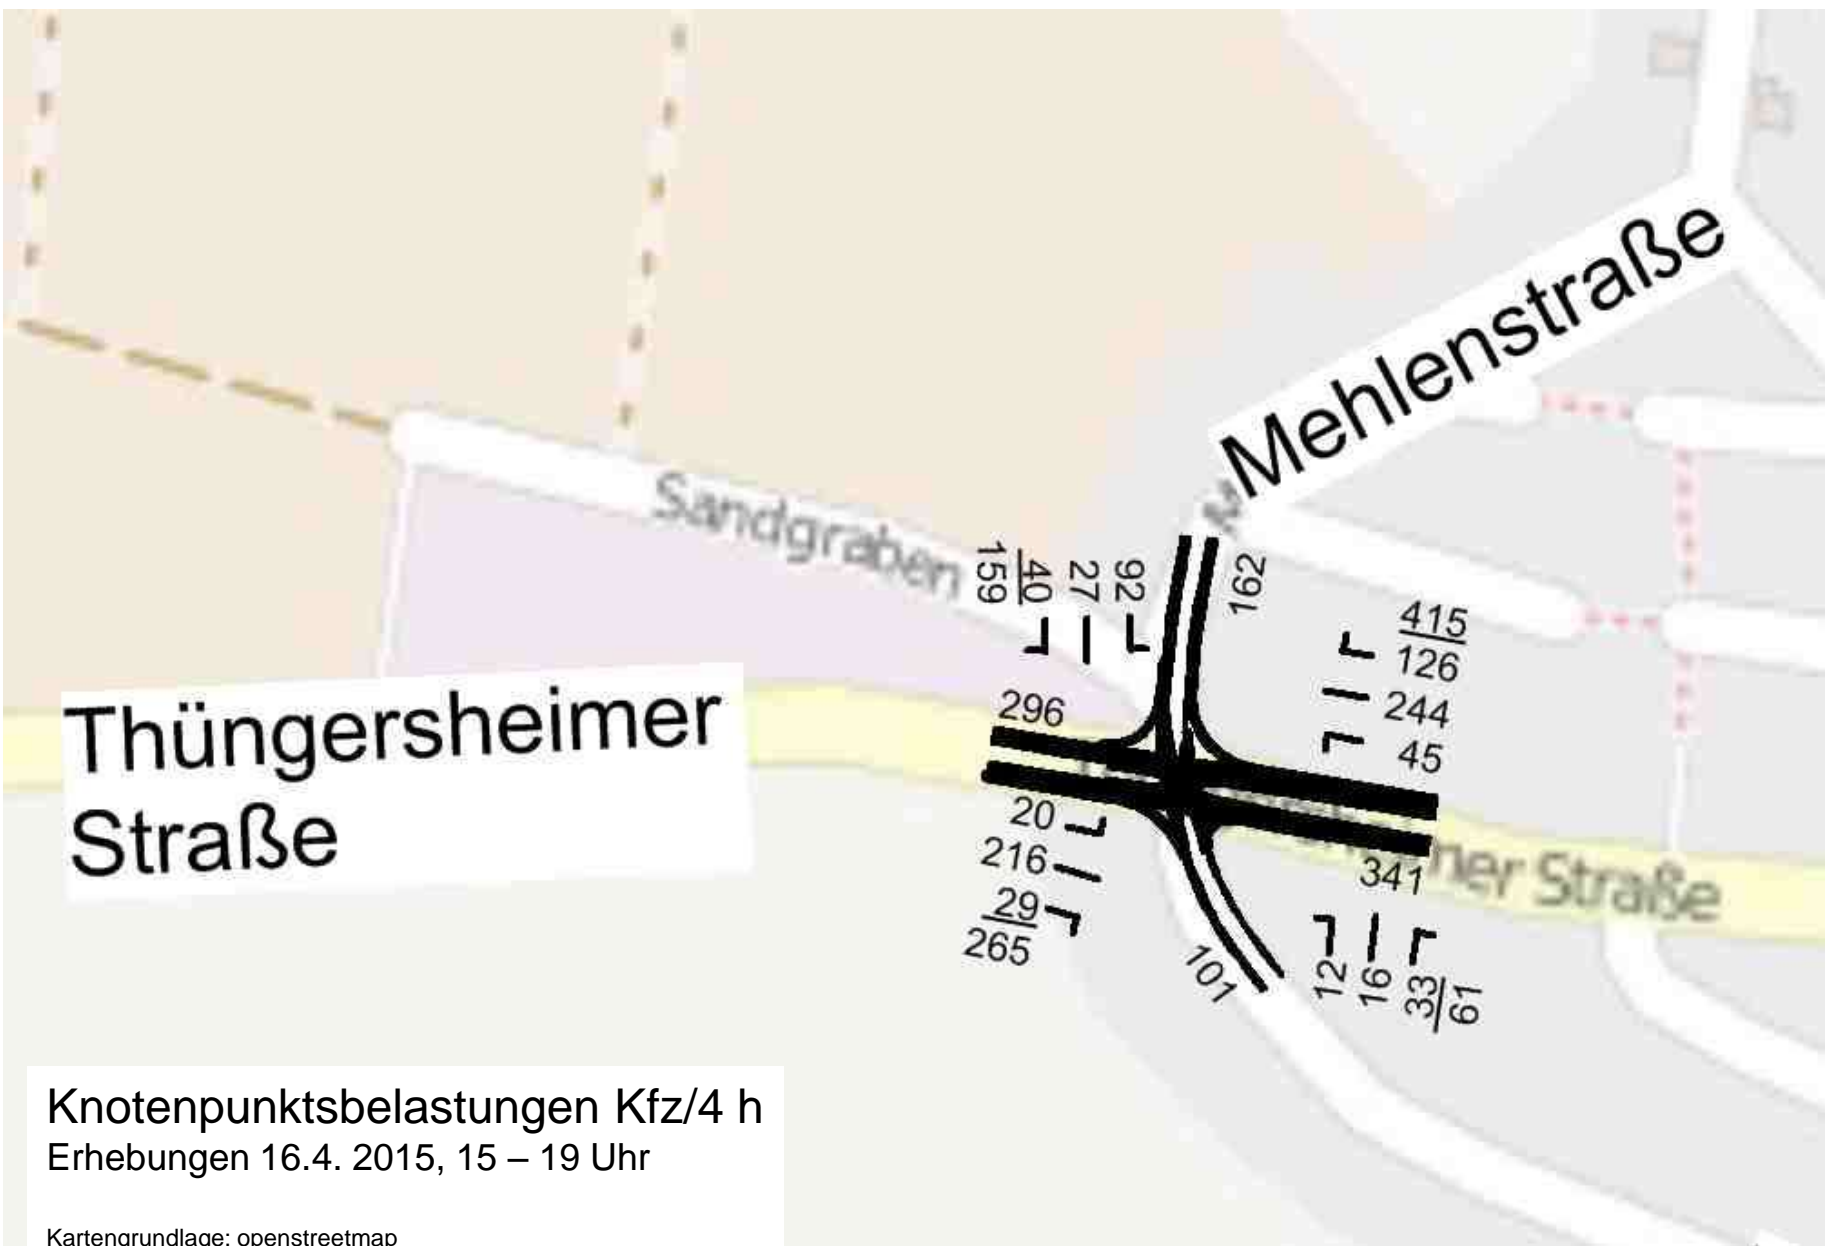 Mehlenstraße
Sandgraben
159
40
27
92
162
415
126
244
45
296
Thüngersheimer
Straße
20
216
29
265
341
ner Straße
101
12
16
33
61
Knotenpunktsbelastungen Kfz/4 h
Erhebungen 16.4. 2015, 15 – 19 Uhr
Kartengrundlage: openstreetmap